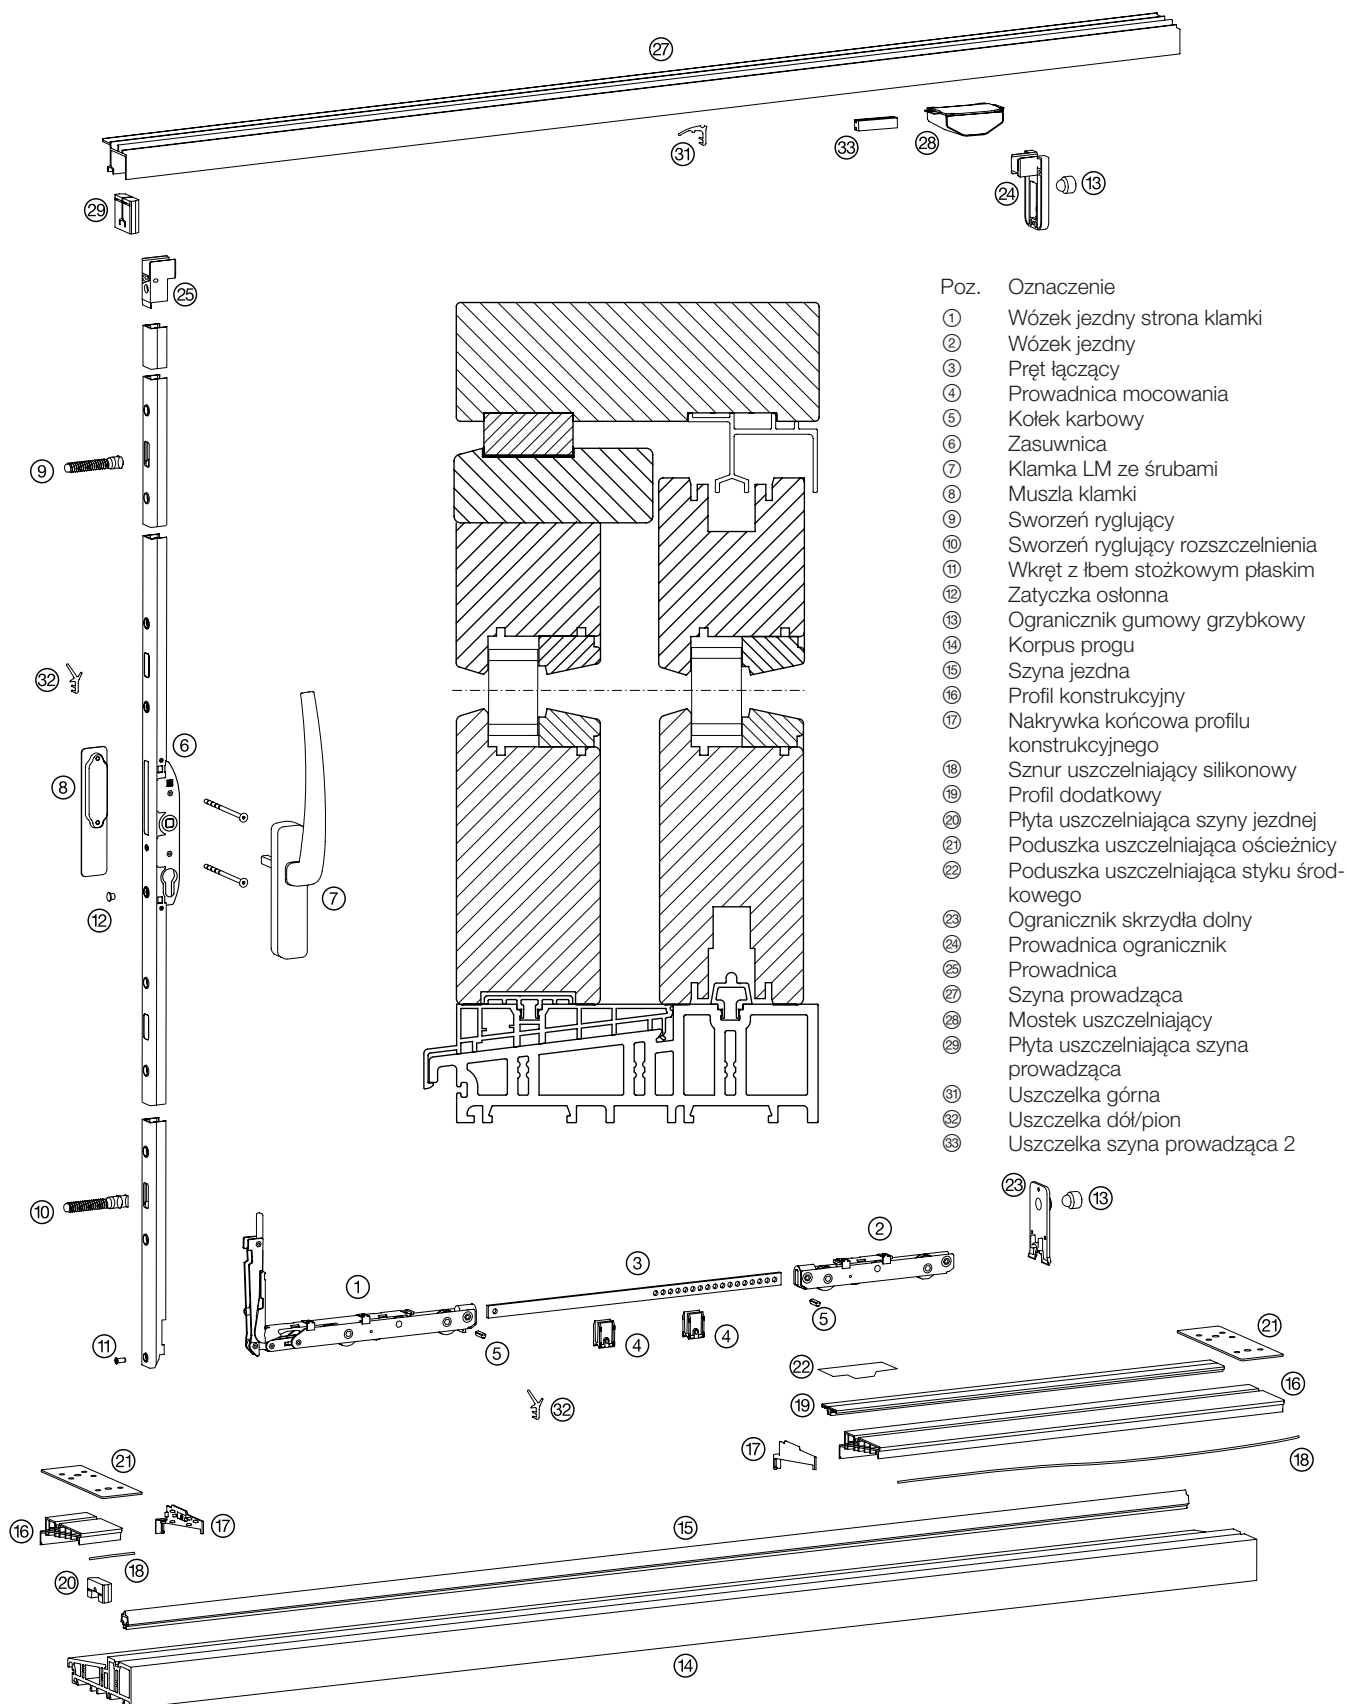 27
31
33
28
24
13
29
25
9
32
6
8
7
12
10
11
1
3
2
5
4
4
5
23
13
32
22
21
19
16
17
18
21
16
17
18
20
15
14
Poz. Oznaczenie
1 Wózek jezdny strona klamki
2 Wózek jezdny
3 Pręt łączący
4 Prowadnica mocowania
5 Kołek karbowy
6 Zasuwnica
7 Klamka LM ze śrubami
8 Muszla klamki
9 Sworzeń ryglujący
10 Sworzeń ryglujący rozszczelnienia
11 Wkręt z łbem stożkowym płaskim
12 Zatyczka osłonna
13 Ogranicznik gumowy grzybkowy
14 Korpus progu
15 Szyna jezdna
16 Profil konstrukcyjny
17 Nakrywka końcowa profilu
konstrukcyjnego
18 Sznur uszczelniający silikonowy
19 Profil dodatkowy
20 Płyta uszczelniająca szyny jezdnej
21 Poduszka uszczelniająca ościeżnicy
22 Poduszka uszczelniająca styku środ-
kowego
23 Ogranicznik skrzydła dolny
24 Prowadnica ogranicznik
25 Prowadnica
27 Szyna prowadząca
28 Mostek uszczelniający
29 Płyta uszczelniająca szyna
prowadząca
31 Uszczelka górna
32 Uszczelka dół/pion
33 Uszczelka szyna prowadząca 2